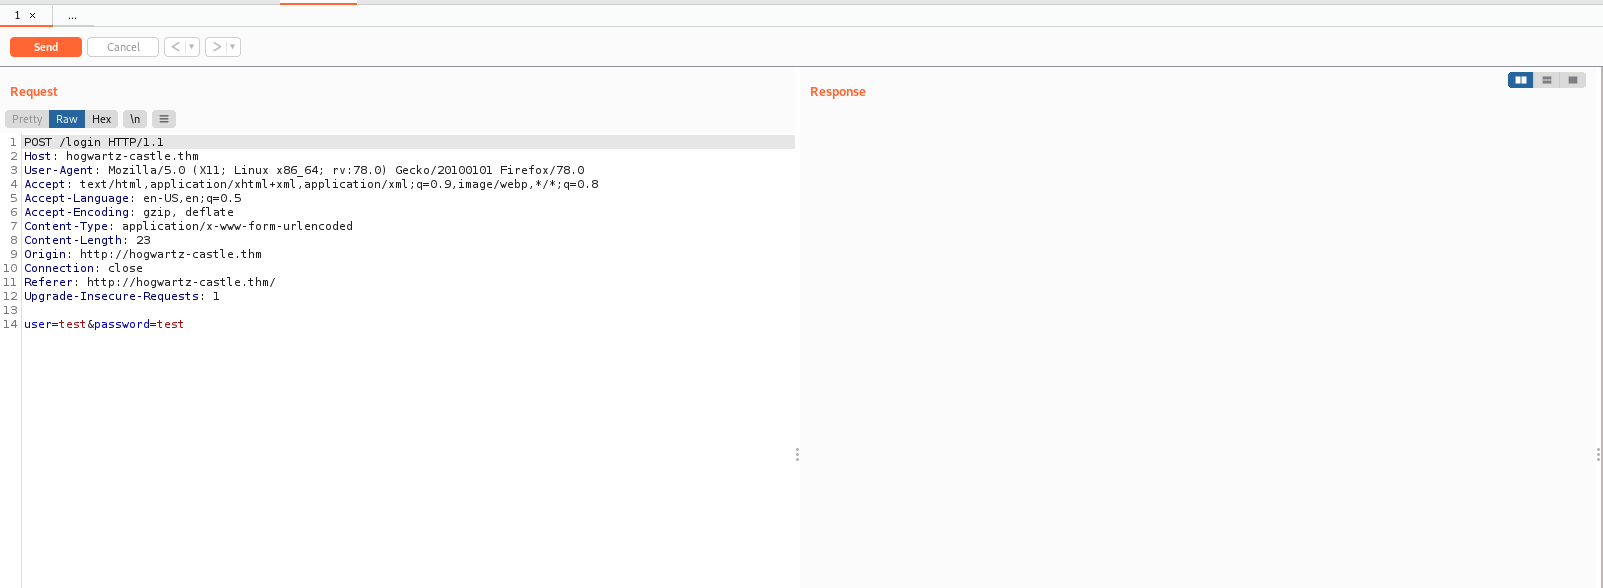 1 × ...
Send Cancel < ▾ > ▾
Request
Response
Pretty Raw Hex \n ☰
1 POST /login HTTP/1.1
2 Host: hogwartz-castle.thm
3 User-Agent: Mozilla/5.0 (X11; Linux x86_64; rv:78.0) Gecko/20100101 Firefox/78.0
4 Accept: text/html,application/xhtml+xml,application/xml;q=0.9,image/webp,*/*;q=0.8
5 Accept-Language: en-US,en;q=0.5
6 Accept-Encoding: gzip, deflate
7 Content-Type: application/x-www-form-urlencoded
8 Content-Length: 23
9 Origin: http://hogwartz-castle.thm
10 Connection: close
11 Referer: http://hogwartz-castle.thm/
12 Upgrade-Insecure-Requests: 1
13
14 user=test&password=test